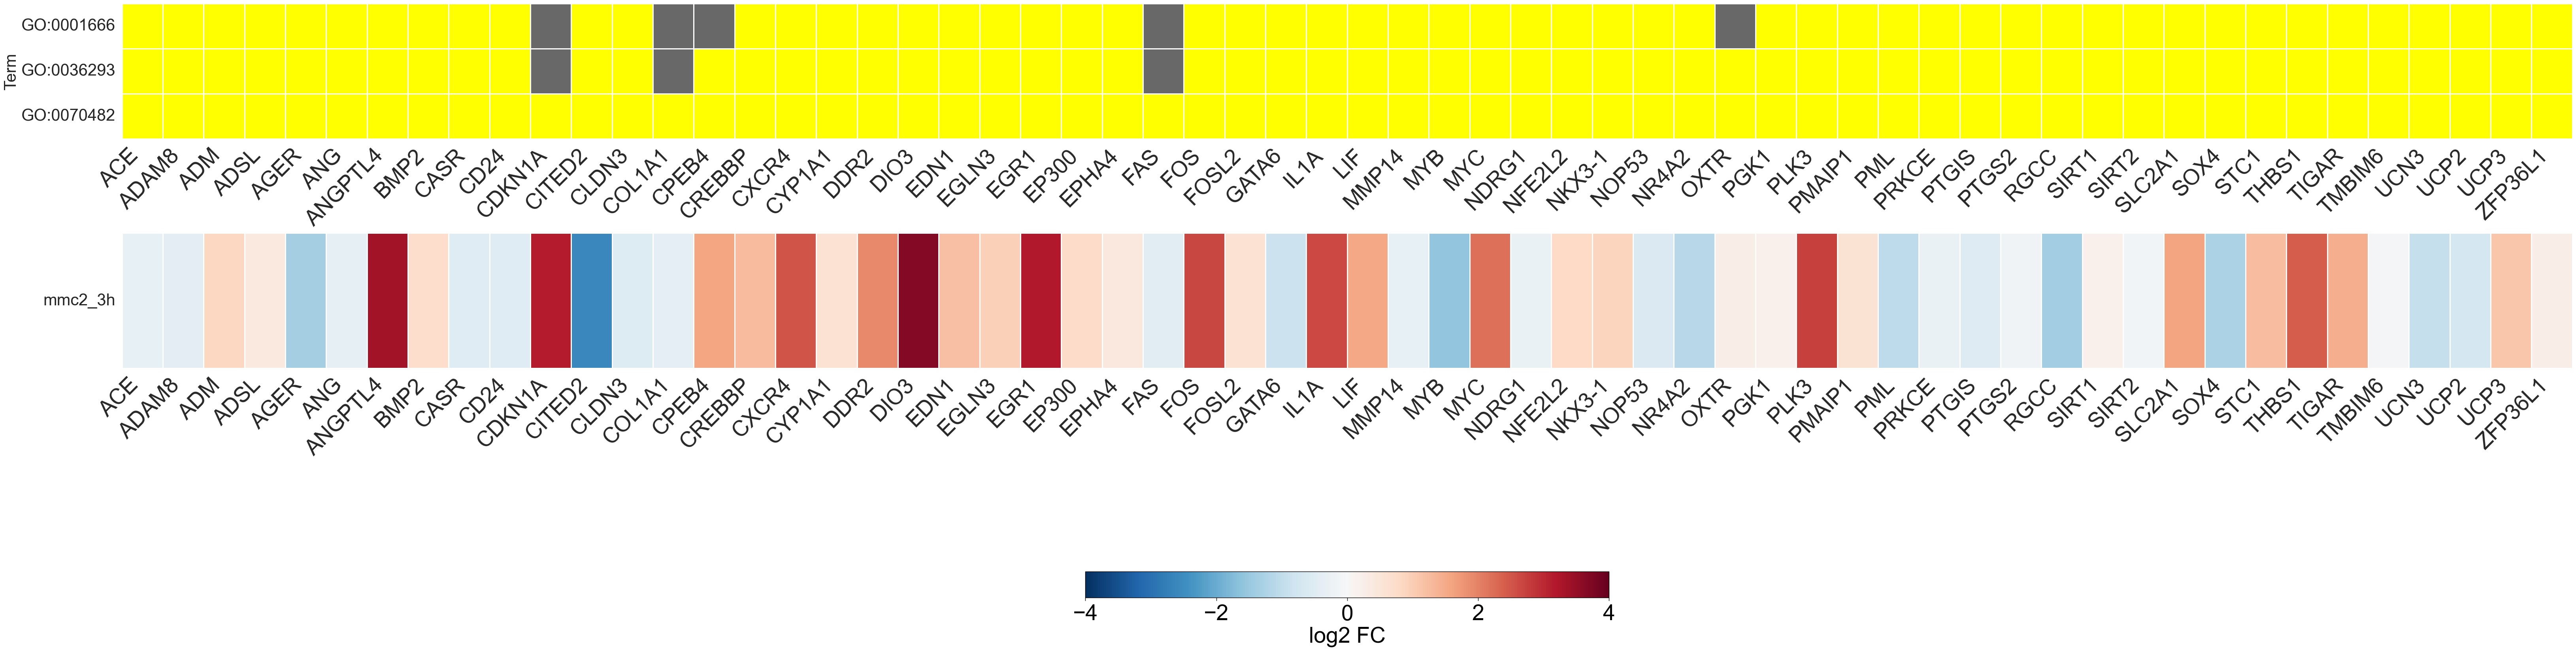 Term
GO:0001666
GO:0036293
GO:0070482
ACE ADAM8 ADM ADSL AGER ANG ANGPTL4 BMP2 CASR CD24 CDKN1A CITED2 CLDN3 COL1A1 CPEB4 CREBBP CXCR4 CYP1A1 DDR2 DIO3 EDN1 EGLN3 EGR1 EP300 EPHA4 FAS FOS FOSL2 GATA6 IL1A LIF MMP14 MYB MYC NDRG1 NFE2L2 NKX3-1 NOP53 NR4A2 OXTR PGK1 PLK3 PMAIP1 PML PRKCE PTGIS PTGS2 RGCC SIRT1 SIRT2 SLC2A1 SOX4 STC1 THBS1 TIGAR TMBIM6 UCN3 UCP2 UCP3 ZFP36L1
mmc2_3h
ACE ADAM8 ADM ADSL AGER ANG ANGPTL4 BMP2 CASR CD24 CDKN1A CITED2 CLDN3 COL1A1 CPEB4 CREBBP CXCR4 CYP1A1 DDR2 DIO3 EDN1 EGLN3 EGR1 EP300 EPHA4 FAS FOS FOSL2 GATA6 IL1A LIF MMP14 MYB MYC NDRG1 NFE2L2 NKX3-1 NOP53 NR4A2 OXTR PGK1 PLK3 PMAIP1 PML PRKCE PTGIS PTGS2 RGCC SIRT1 SIRT2 SLC2A1 SOX4 STC1 THBS1 TIGAR TMBIM6 UCN3 UCP2 UCP3 ZFP36L1
−4 −2 0 2 4
log2 FC